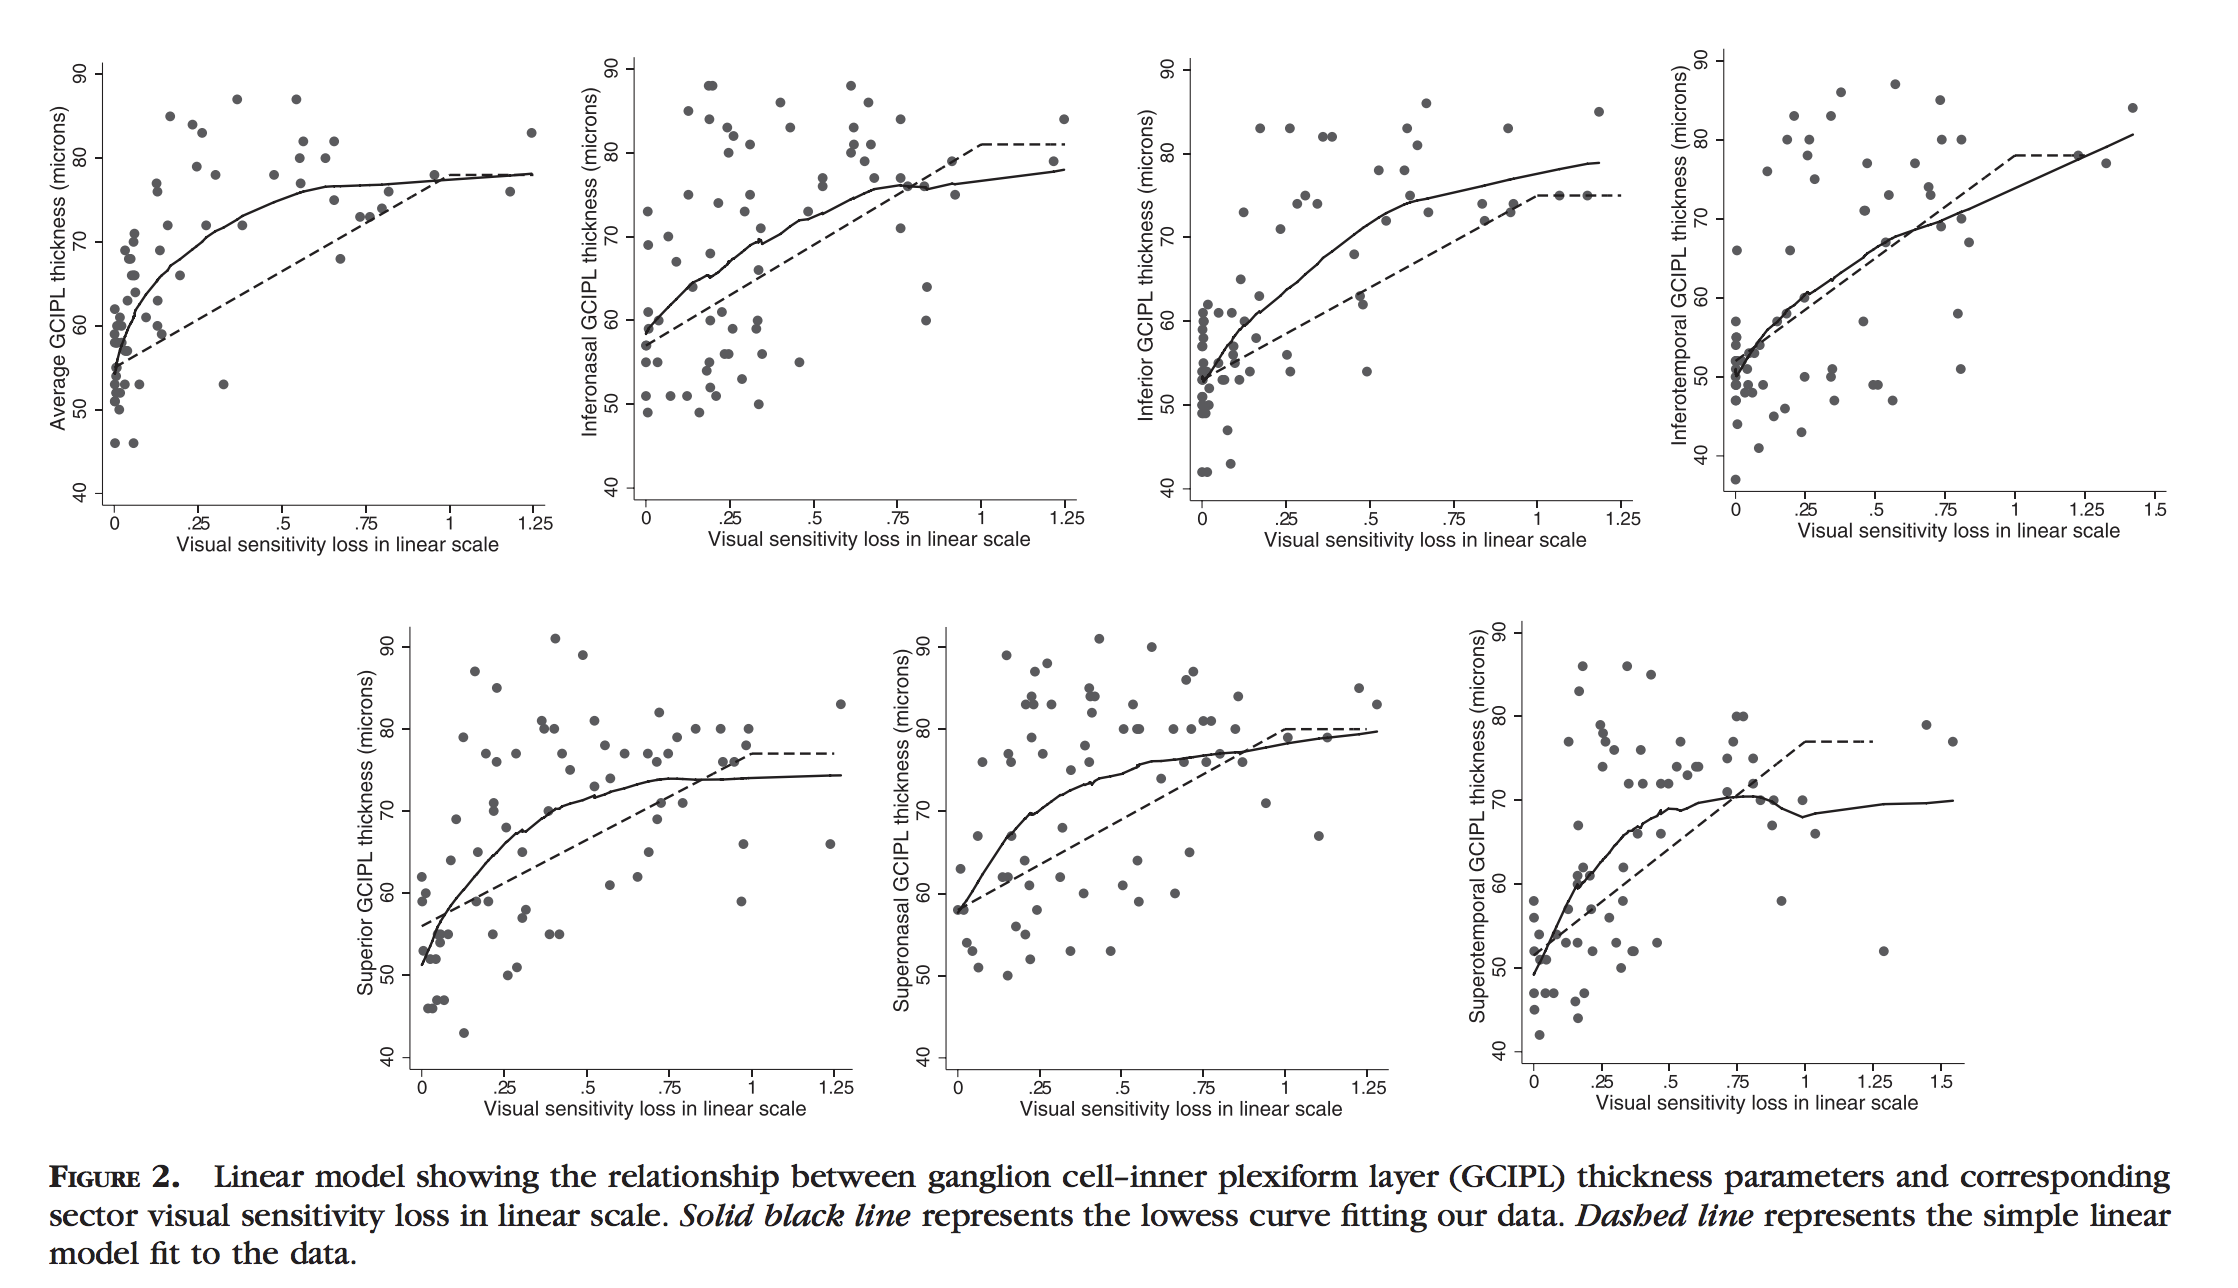 Average GCIPL thickness (microns)
90
80
70
60
50
40
0 .25 .5 .75 1 1.25
Visual sensitivity loss in linear scale
Inferonasal GCIPL thickness (microns)
90
80
70
60
50
40
0 .25 .5 .75 1 1.25
Visual sensitivity loss in linear scale
Inferior GCIPL thickness (microns)
90
80
70
60
50
40
0 .25 .5 .75 1 1.25
Visual sensitivity loss in linear scale
Inferotemporal GCIPL thickness (microns)
90
80
70
60
50
40
0 .25 .5 .75 1 1.25 1.5
Visual sensitivity loss in linear scale
Superior GCIPL thickness (microns)
90
80
70
60
50
40
0 .25 .5 .75 1 1.25
Visual sensitivity loss in linear scale
Superonasal GCIPL thickness (microns)
90
80
70
60
50
40
0 .25 .5 .75 1 1.25
Visual sensitivity loss in linear scale
Superotemporal GCIPL thickness (microns)
90
80
70
60
50
40
0 .25 .5 .75 1 1.25 1.5
Visual sensitivity loss in linear scale
FIGURE 2. Linear model showing the relationship between ganglion cell–inner plexiform layer (GCIPL) thickness parameters and corresponding
sector visual sensitivity loss in linear scale. Solid black line represents the lowess curve fitting our data. Dashed line represents the simple linear
model fit to the data.